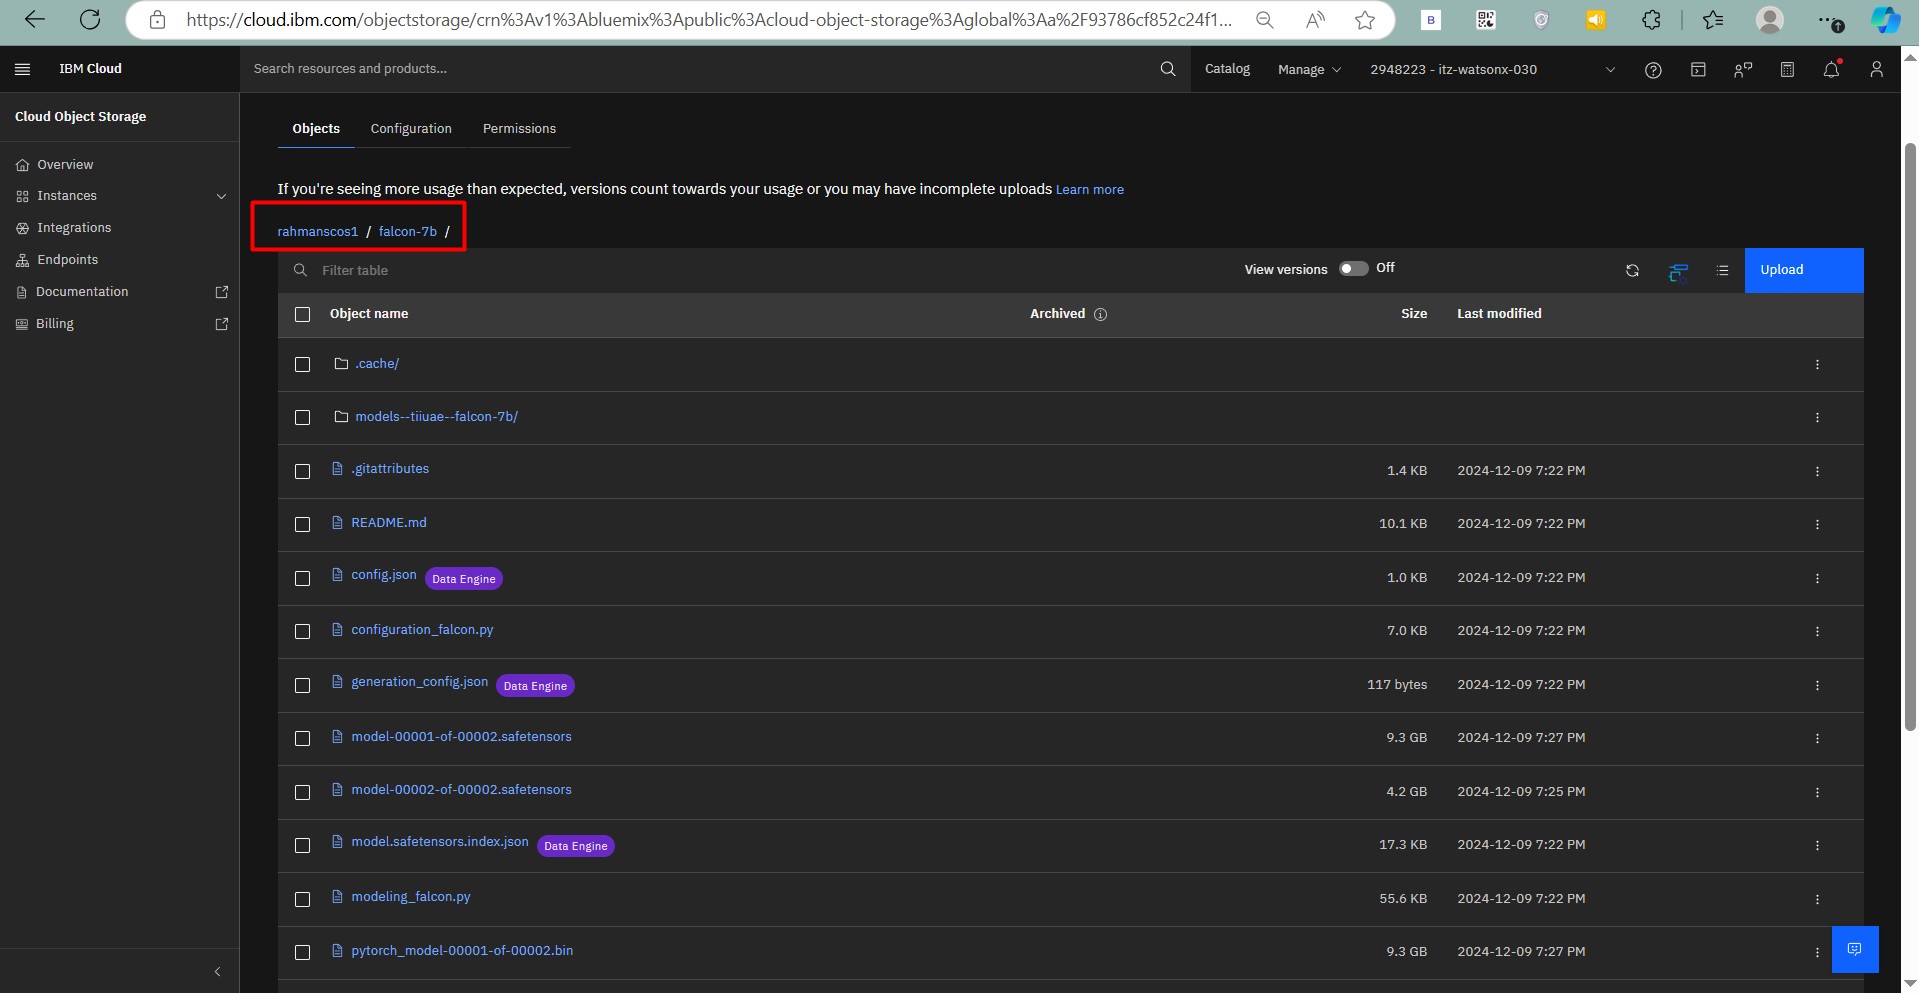 https://cloud.ibm.com/objectstorage/crn%3Av1%3Abluemix%3Apublic%3Acloud-object-storage%3Aglobal%3Aa%2F93786cf852c24f1...
IBM Cloud
Search resources and products...
Catalog
Manage
2948223 - itz-watsonx-030
Cloud Object Storage
Overview
Instances
Integrations
Endpoints
Documentation
Billing
Objects Configuration Permissions
If you're seeing more usage than expected, versions count towards your usage or you may have incomplete uploads Learn more
rahmanscos1 / falcon-7b /
Filter table
View versions Off
Upload
Object name Archived Size Last modified
.cache/
models--tiiuae--falcon-7b/
.gitattributes 1.4 KB 2024-12-09 7:22 PM
README.md 10.1 KB 2024-12-09 7:22 PM
config.json Data Engine 1.0 KB 2024-12-09 7:22 PM
configuration_falcon.py 7.0 KB 2024-12-09 7:22 PM
generation_config.json Data Engine 117 bytes 2024-12-09 7:22 PM
model-00001-of-00002.safetensors 9.3 GB 2024-12-09 7:27 PM
model-00002-of-00002.safetensors 4.2 GB 2024-12-09 7:25 PM
model.safetensors.index.json Data Engine 17.3 KB 2024-12-09 7:22 PM
modeling_falcon.py 55.6 KB 2024-12-09 7:22 PM
pytorch_model-00001-of-00002.bin 9.3 GB 2024-12-09 7:27 PM